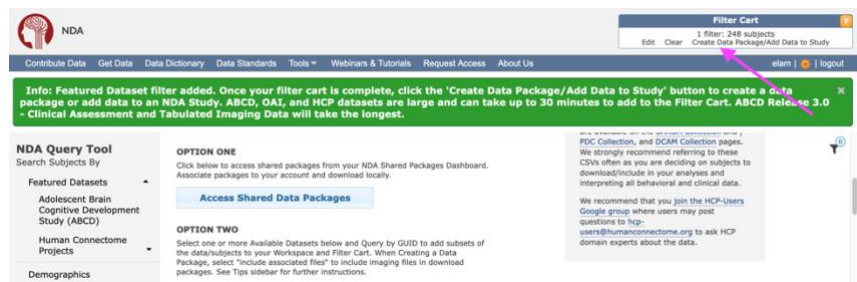 NDA
Filter Cart
?
1 filter: 248 subjects
Edit Clear Create Data Package/Add Data to Study
Contribute Data Get Data Data Dictionary Data Standards Tools Webinars & Tutorials Request Access About Us elam | | logout
Info: Featured Dataset filter added. Once your filter cart is complete, click the 'Create Data Package/Add Data to Study' button to create a data
package or add data to an NDA Study. ABCD, OAI, and HCP datasets are large and can take up to 30 minutes to add to the Filter Cart. ABCD Release 3.0
- Clinical Assessment and Tabulated Imaging Data will take the longest.
NDA Query Tool
Search Subjects By
Featured Datasets
Adolescent Brain
Cognitive Development
Study (ABCD)
Human Connectome
Projects
Demographics
OPTION ONE
Click below to access shared packages from your NDA Shared Packages Dashboard.
Associate packages to your account and download locally.
Access Shared Data Packages
OPTION TWO
Select one or more Available Datasets below and Query by GUID to add subsets of
the data/subjects to your Workspace and Filter Cart. When Creating a Data
Package, select "include associated files" to include imaging files in download
packages. See Tips sidebar for further instructions.
PDC Collection, and DCAM Collection pages.
We strongly recommend referring to these
CSVs often as you are deciding on subjects to
download/include in your analyses and
interpreting all behavioral and clinical data.
We recommend that you join the HCP-Users
Google group where users may post
questions to hcp-
users@humanconnectome.org to ask HCP
domain experts about the data.
0